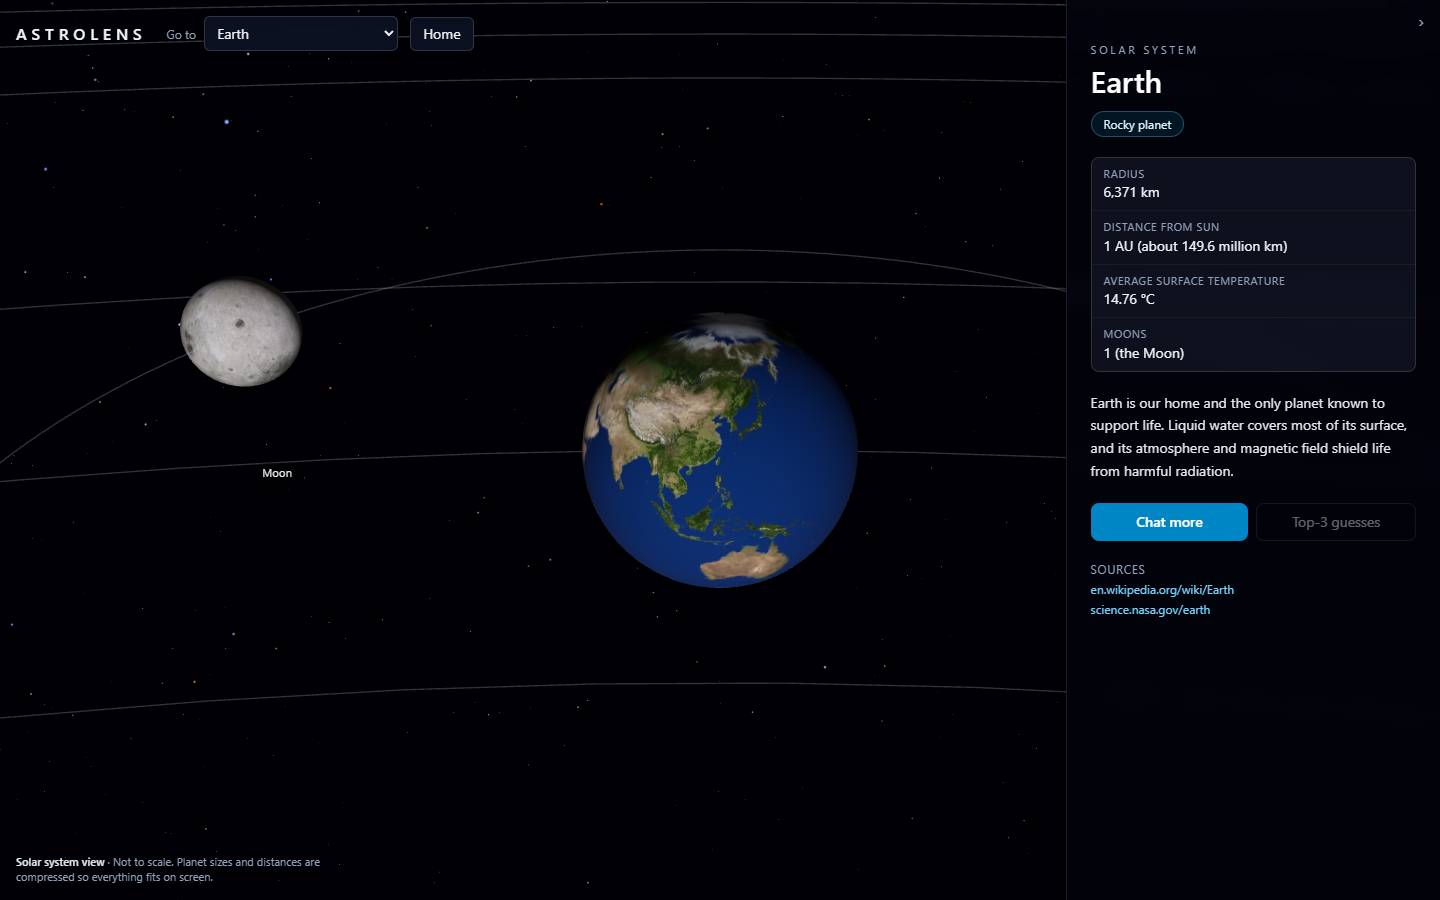 ASTROLENS Go to Earth Home
›
SOLAR SYSTEM
Earth
Rocky planet
RADIUS
6,371 km
DISTANCE FROM SUN
1 AU (about 149.6 million km)
AVERAGE SURFACE TEMPERATURE
14.76 °C
MOONS
1 (the Moon)
Earth is our home and the only planet known to
support life. Liquid water covers most of its surface,
and its atmosphere and magnetic field shield life
from harmful radiation.
Chat more Top-3 guesses
SOURCES
en.wikipedia.org/wiki/Earth
science.nasa.gov/earth
Moon
Solar system view · Not to scale. Planet sizes and distances are
compressed so everything fits on screen.